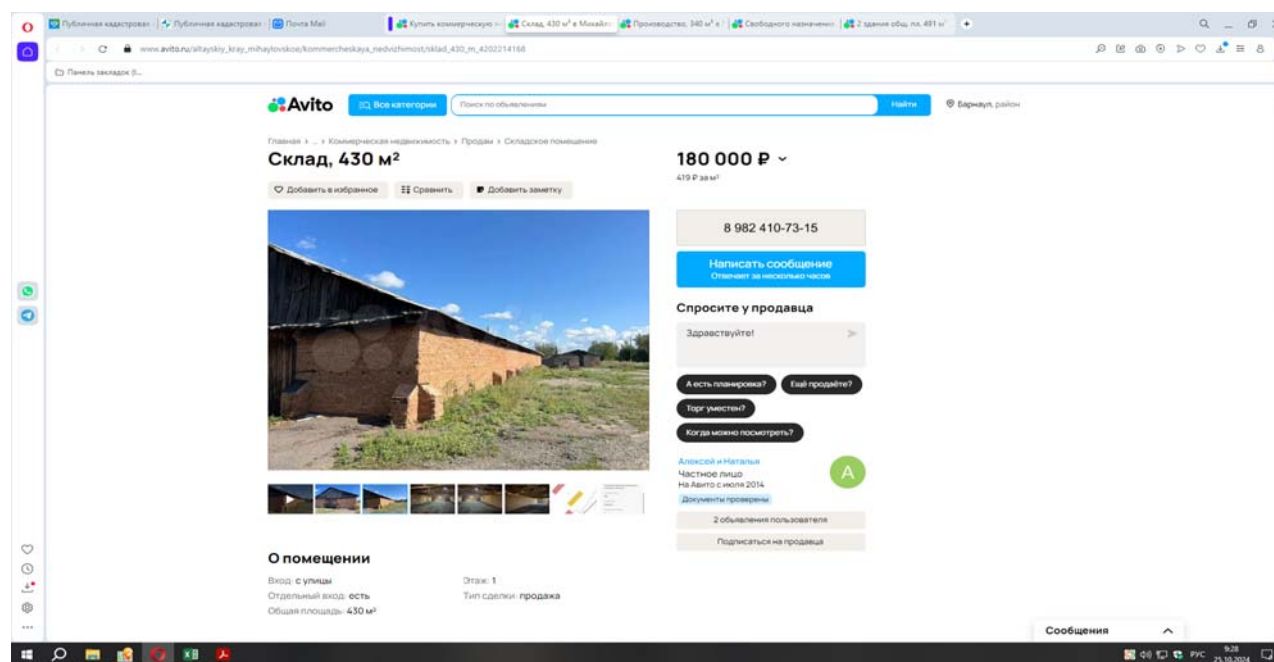 Публичная кадастровая
Публичная кадастровая
Почта Mail
Купить коммерческую н
Склад, 430 м² в Михайло
Производство, 340 м² в
Свободного назначения
2 здания общ. пл. 491 м
www.avito.ru/altayskiy_kray_mihaylovskoe/kommercheskaya_nedvizhimost/sklad_430_m_4202214168
Панель закладок (
Avito
Все категории
Поиск по объявлениям
Найти
Барнаул, район
Главная › ... › Коммерческая недвижимость › Продам › Складское помещение
Склад, 430 м²
180 000 ₽
419 ₽ за м²
Добавить в избранное
Сравнить
Добавить заметку
8 982 410-73-15
Написать сообщение
Отвечает за несколько часов
Спросите у продавца
Здравствуйте!
А есть планировка?
Ещё продаёте?
Торг уместен?
Когда можно посмотреть?
Алексей и Наталья
Частное лицо
На Авито с июля 2014
Документы проверены
A
2 объявления пользователя
Подписаться на продавца
О помещении
Вход: с улицы
Этаж: 1
Отдельный вход: есть
Тип сделки: продажа
Общая площадь: 430 м²
Сообщения
РУС
9:28
25.10.2024